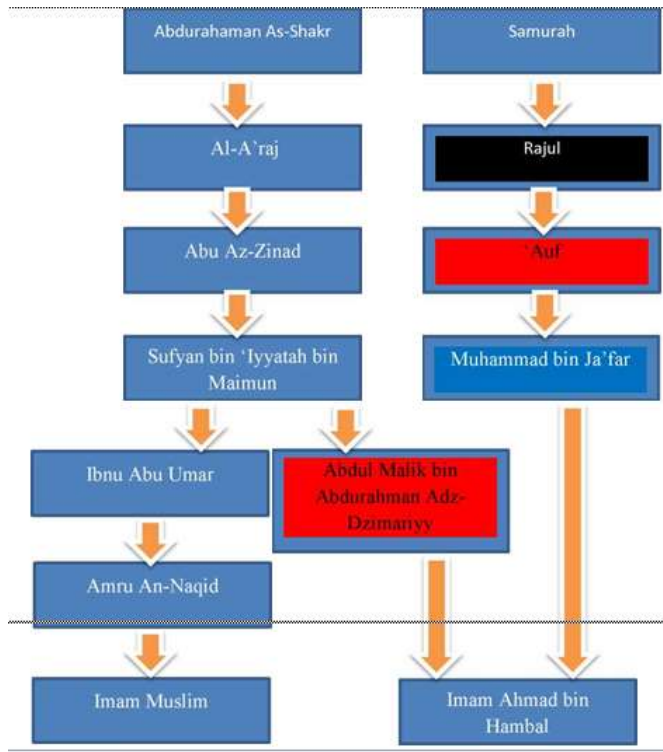 Abdurahaman As-Shakr
Samurah
Al-A`raj
Rajul
Abu Az-Zinad
`Auf
Sufyan bin ‘Iyyatah bin
Maimun
Muhammad bin Ja’far
Ibnu Abu Umar
Abdul Malik bin
Abdurahman Adz-
Dzimariyy
Amru An-Naqid
Imam Muslim
Imam Ahmad bin
Hambal